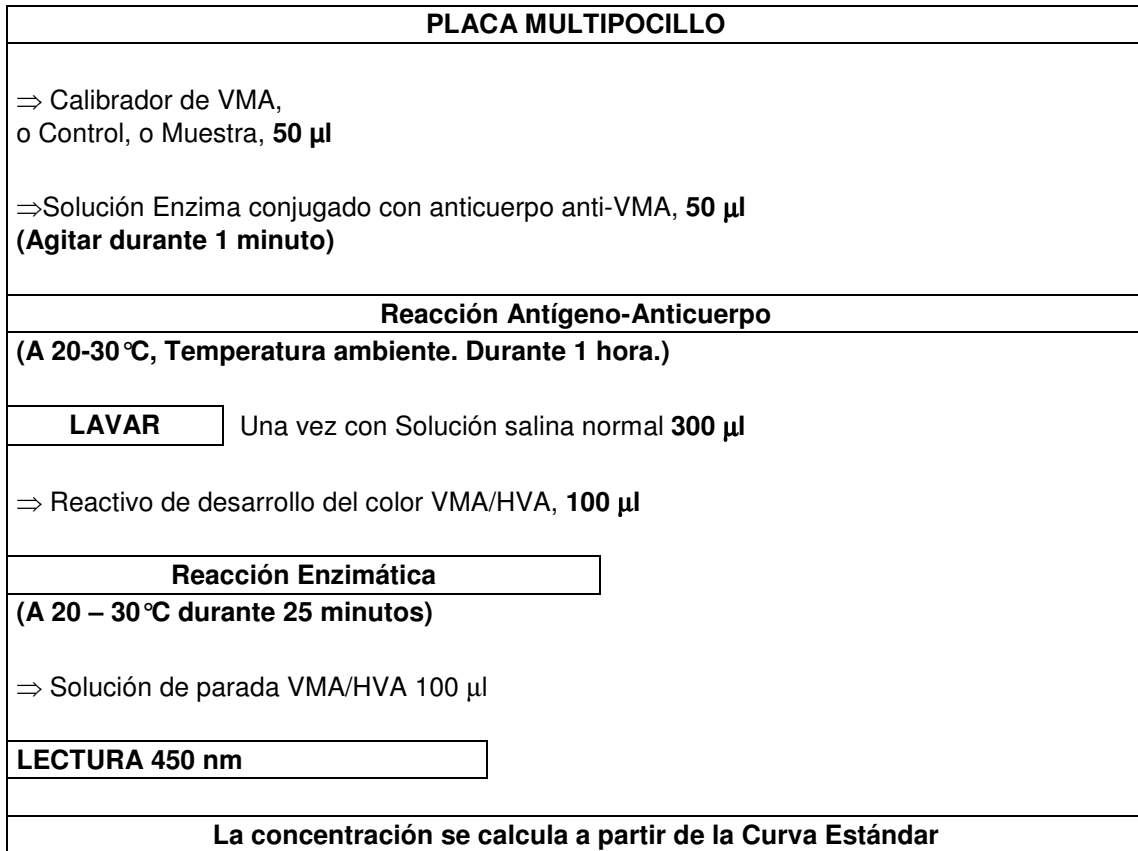 PLACA MULTIPOCILLO
⇒ Calibrador de VMA,
o Control, o Muestra, 50 µl
⇒Solución Enzima conjugado con anticuerpo anti-VMA, 50 µl
(Agitar durante 1 minuto)
Reacción Antígeno-Anticuerpo
(A 20-30°C, Temperatura ambiente. Durante 1 hora.)
LAVAR Una vez con Solución salina normal 300 µl
⇒ Reactivo de desarrollo del color VMA/HVA, 100 µl
Reacción Enzimática
(A 20 – 30°C durante 25 minutos)
⇒ Solución de parada VMA/HVA 100 µl
LECTURA 450 nm
La concentración se calcula a partir de la Curva Estándar